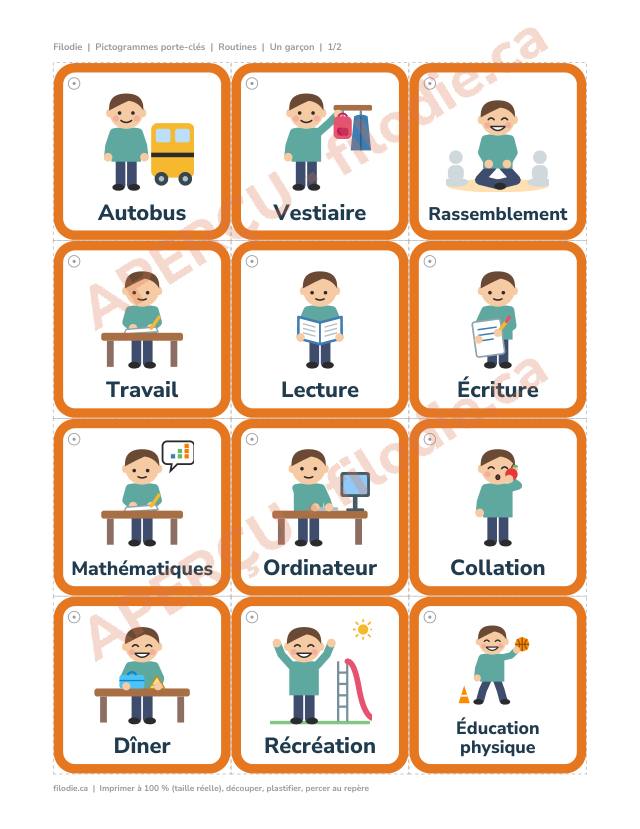 Filodie | Pictogrammes porte-clés | Routines | Un garçon | 1/2
Autobus
Vestiaire
Rassemblement
Travail
Lecture
Écriture
Mathématiques
Ordinateur
Collation
Dîner
Récréation
Éducation
physique
APERÇU · filodie.ca
APERÇU · filodie.ca
filodie.ca | Imprimer à 100 % (taille réelle), découper, plastifier, percer au repère